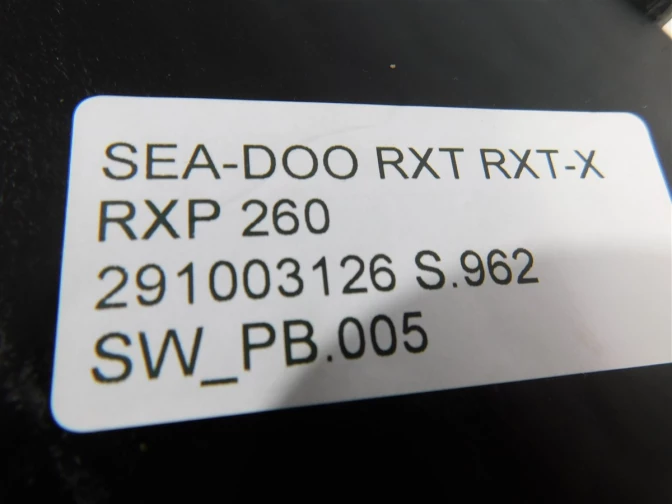 SEA-DOO RXT RXT-X
RXP 260
291003126 S.962
SW_PB.005